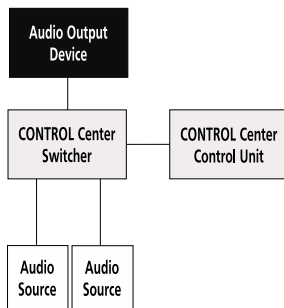 Audio Output
Device
CONTROL Center
Switcher
CONTROL Center
Control Unit
Audio
Source
Audio
Source